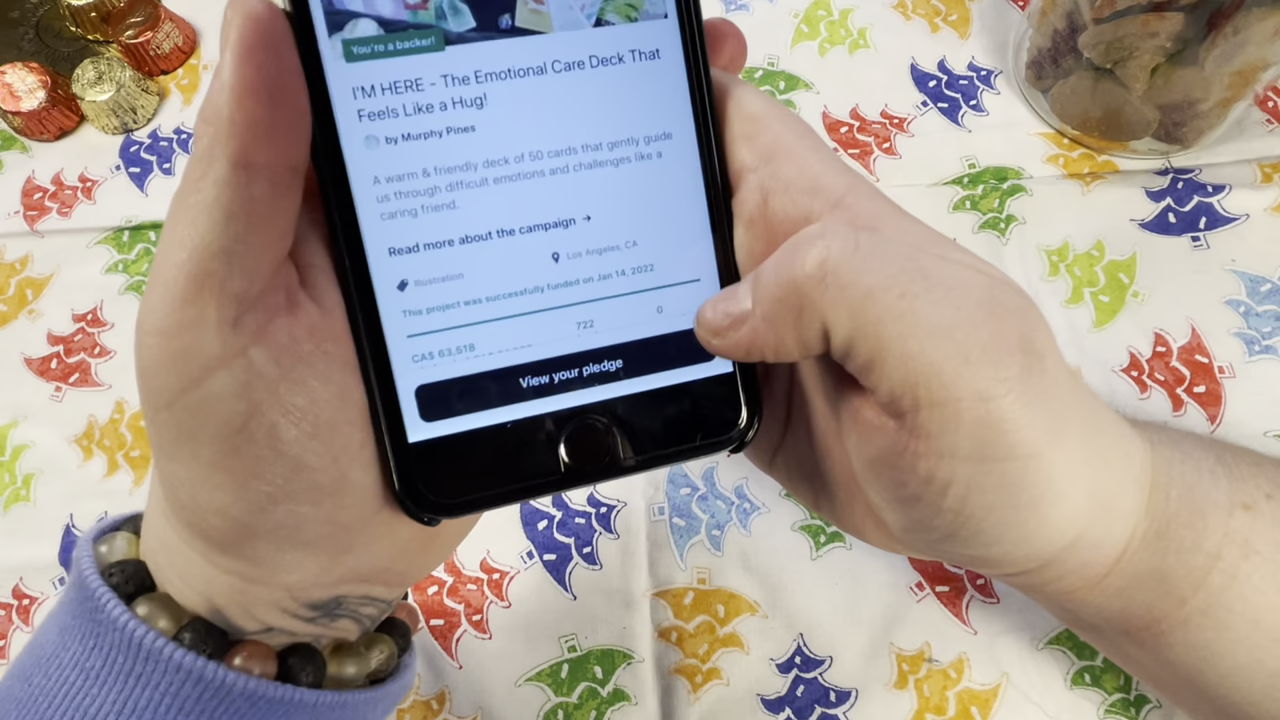 You're a backer!
I'M HERE - The Emotional Care Deck That
Feels Like a Hug!
by Murphy Pines
A warm & friendly deck of 50 cards that gently guide
us through difficult emotions and challenges like a
caring friend.
Read more about the campaign →
Illustration Los Angeles, CA
This project was successfully funded on Jan 14, 2022
CA$ 63,518 722 0
View your pledge